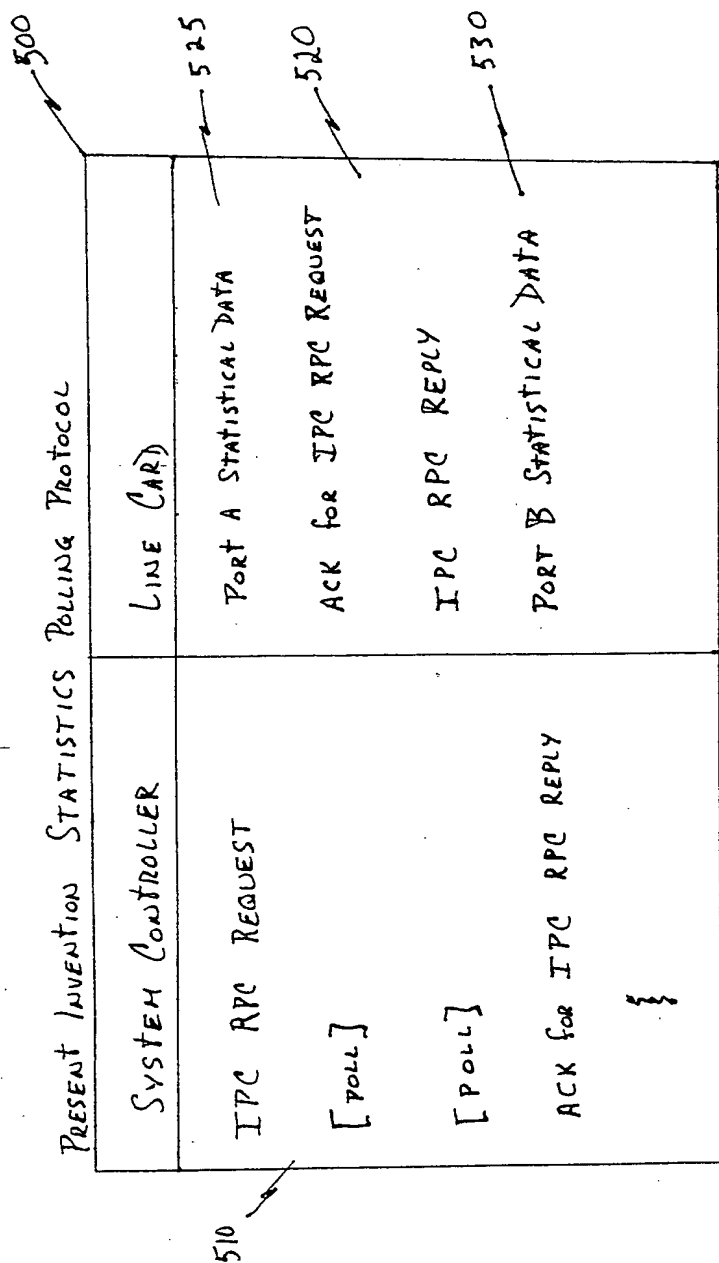 PRESENT INVENTION STATISTICS POLLING PROTOCOL
500
SYSTEM CONTROLLER
LINE CARD
PORT A STATISTICAL DATA
525
IPC RPC REQUEST
510
[POLL]
ACK FOR IPC RPC REQUEST
520
[POLL]
IPC RPC REPLY
ACK FOR IPC RPC REPLY
PORT B STATISTICAL DATA
530